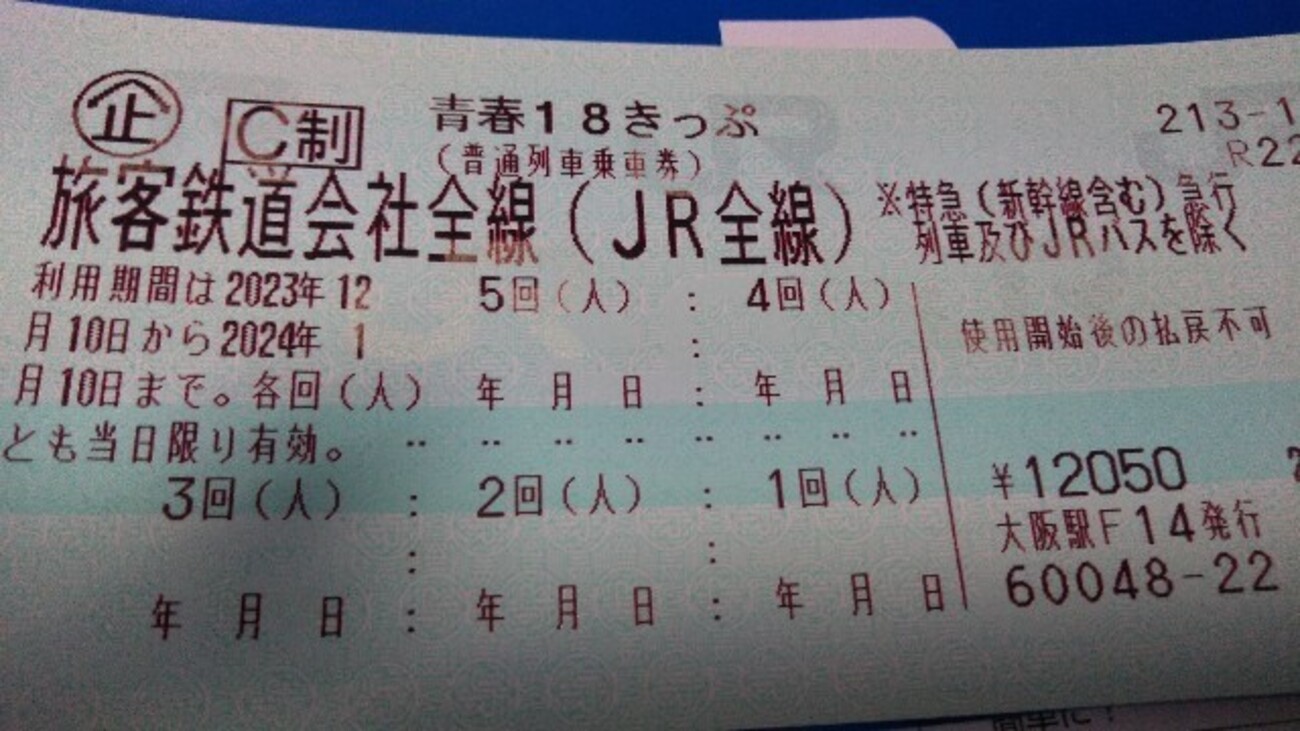 企 C制 青春18きっぷ 213-1
(普通列車乗車券) R22
旅客鉄道会社全線(JR全線) ※特急(新幹線含む)急行
列車及びJRバスを除く
利用期間は2023年12 5回(人) : 4回(人)
月10日から2024年 1 : 使用開始後の払戻不可
月10日まで。各回(人) 年 月 日 : 年 月 日
とも当日限り有効。 ‥ ‥ ‥ ‥ ‥ ‥ ‥ ‥
3回(人) : 2回(人) : 1回(人) ¥12050
: : 大阪駅F14発行
年 月 日 : 年 月 日 : 年 月 日 60048-22